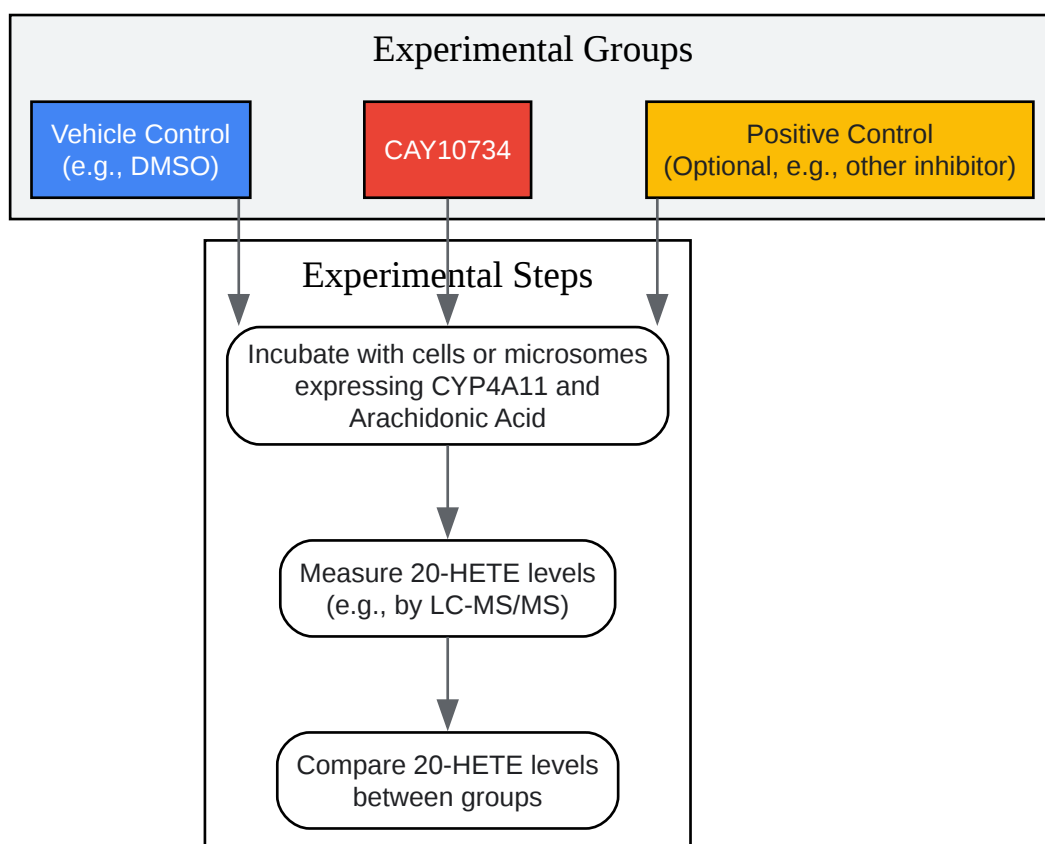 Experimental Groups
Vehicle Control
(e.g., DMSO)
CAY10734
Positive Control
(Optional, e.g., other inhibitor)
Experimental Steps
Incubate with cells or microsomes
expressing CYP4A11 and
Arachidonic Acid
Measure 20-HETE levels
(e.g., by LC-MS/MS)
Compare 20-HETE levels
between groups